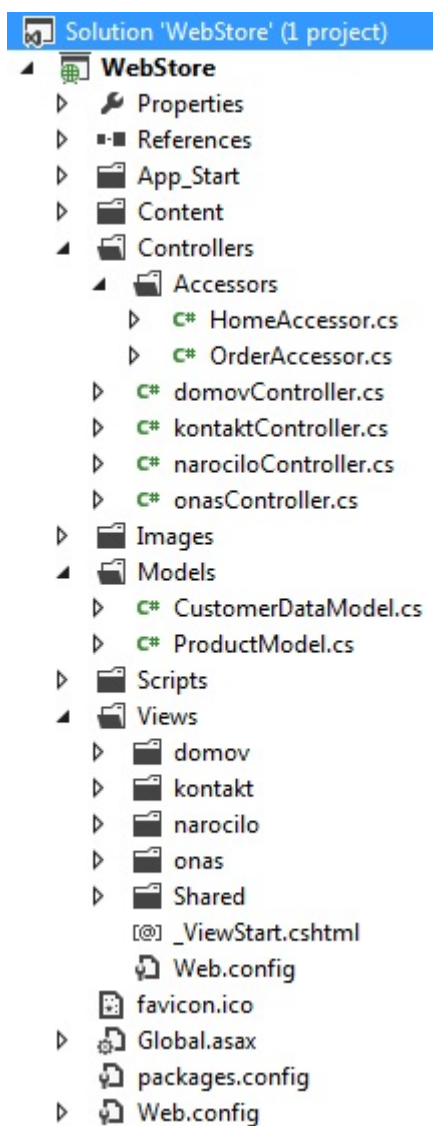 Solution 'WebStore' (1 project)
WebStore
Properties
References
App_Start
Content
Controllers
Accessors
C# HomeAccessor.cs
C# OrderAccessor.cs
C# domovController.cs
C# kontaktController.cs
C# narociloController.cs
C# onasController.cs
Images
Models
C# CustomerDataModel.cs
C# ProductModel.cs
Scripts
Views
domov
kontakt
narocilo
onas
Shared
[@] _ViewStart.cshtml
Web.config
favicon.ico
Global.asax
packages.config
Web.config